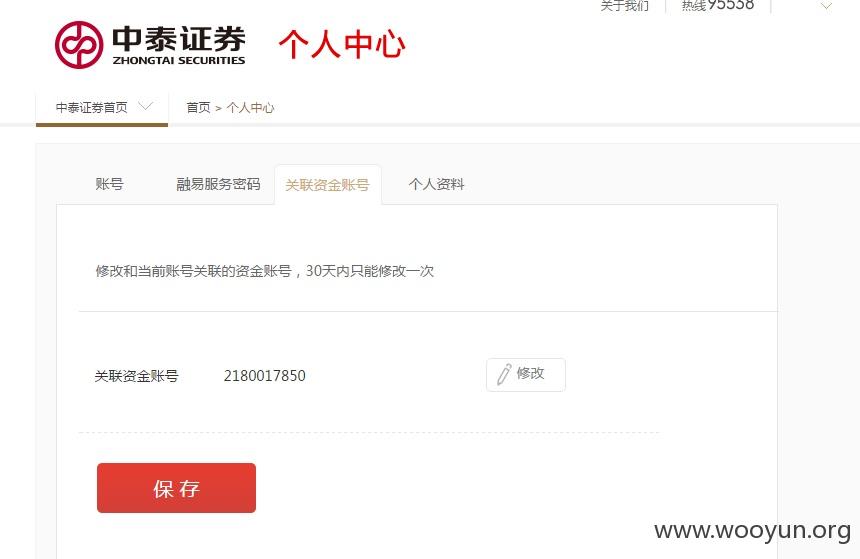 关于我们 热线95538
中泰证券
ZHONGTAI SECURITIES
个人中心
中泰证券首页 首页 > 个人中心
账号 融易服务密码 关联资金账号 个人资料
修改和当前账号关联的资金账号，30天内只能修改一次
关联资金账号 2180017850 修改
保存
www.wooyun.org